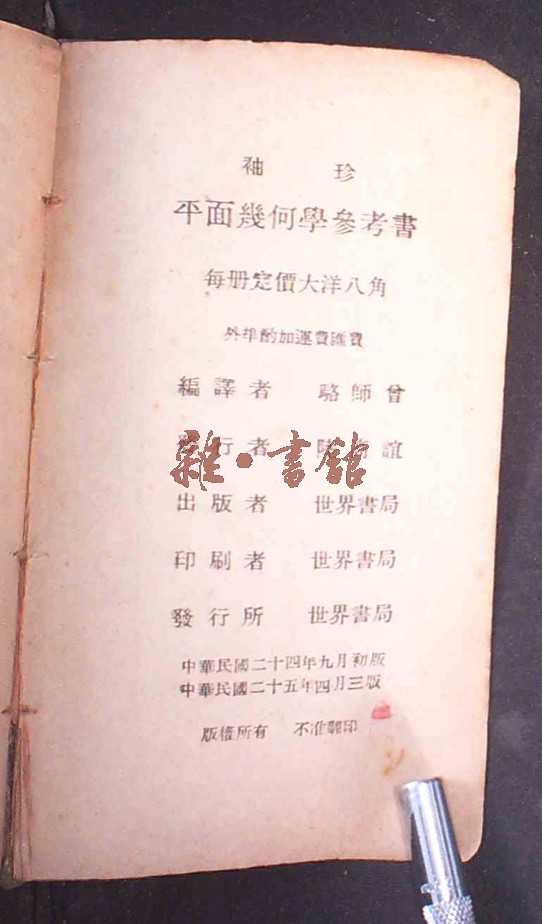 袖珍
平面幾何學參考書
每册定價大洋八角
外埠酌加運費匯費
編譯者 駱師曾
發行者 陸 誼
雜·書館
出版者 世界書局
印刷者 世界書局
發行所 世界書局
中華民國二十四年九月初版
中華民國二十五年四月三版
版權所有 不准翻印